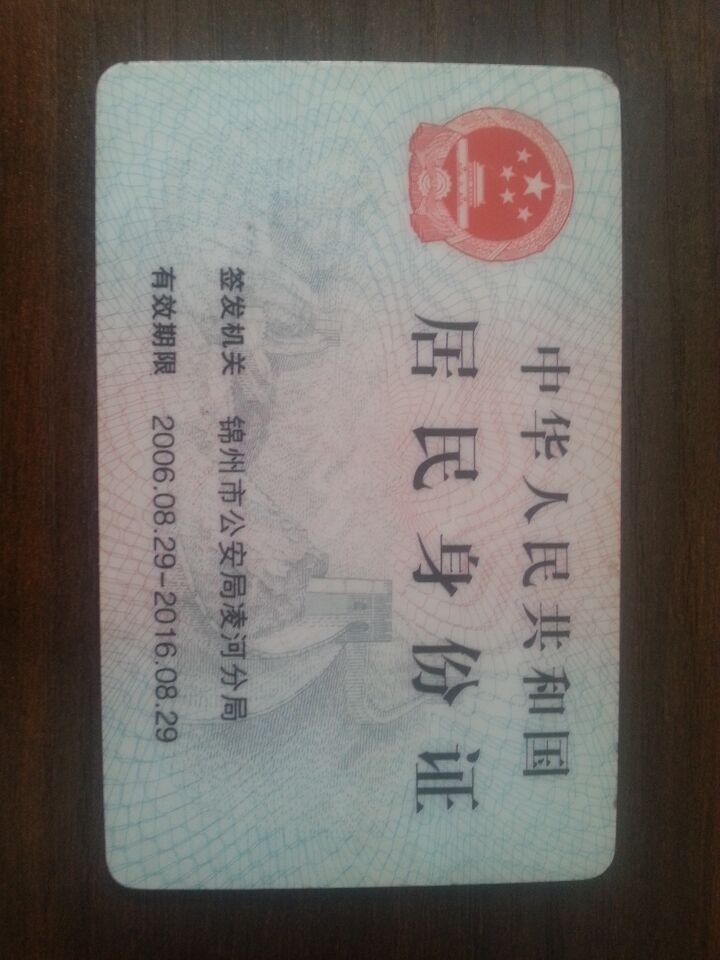 中华人民共和国
居民身份证
签发机关 锦州市公安局凌河分局
有效期限 2006.08.29-2016.08.29